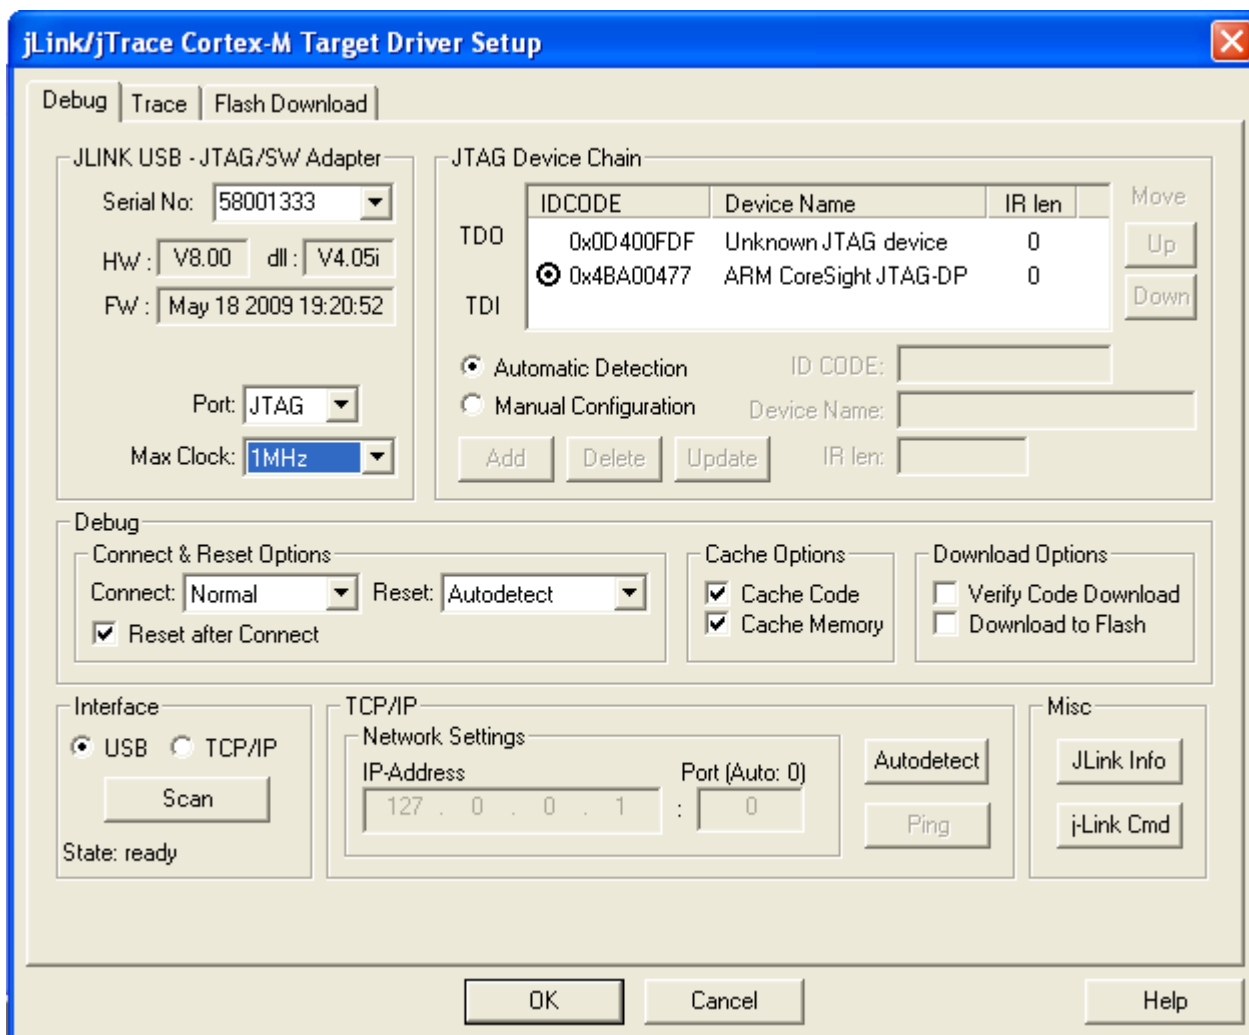 jLink/jTrace Cortex-M Target Driver Setup
Debug Trace Flash Download
JLINK USB - JTAG/SW Adapter
Serial No: 58001333
HW : V8.00 dll : V4.05i
FW : May 18 2009 19:20:52
Port: JTAG
Max Clock: 1MHz
JTAG Device Chain
IDCODE Device Name IR len Move
TDO 0x0D400FDF Unknown JTAG device 0 Up
0x4BA00477 ARM CoreSight JTAG-DP 0
TDI Down
Automatic Detection ID CODE:
Manual Configuration Device Name:
Add Delete Update IR len:
Debug
Connect & Reset Options
Connect: Normal Reset: Autodetect
Reset after Connect
Cache Options
Cache Code
Cache Memory
Download Options
Verify Code Download
Download to Flash
Interface
USB TCP/IP
Scan
State: ready
TCP/IP
Network Settings
IP-Address Port (Auto: 0)
127 . 0 . 0 . 1 : 0
Autodetect
Ping
Misc
JLink Info
j-Link Cmd
OK Cancel Help